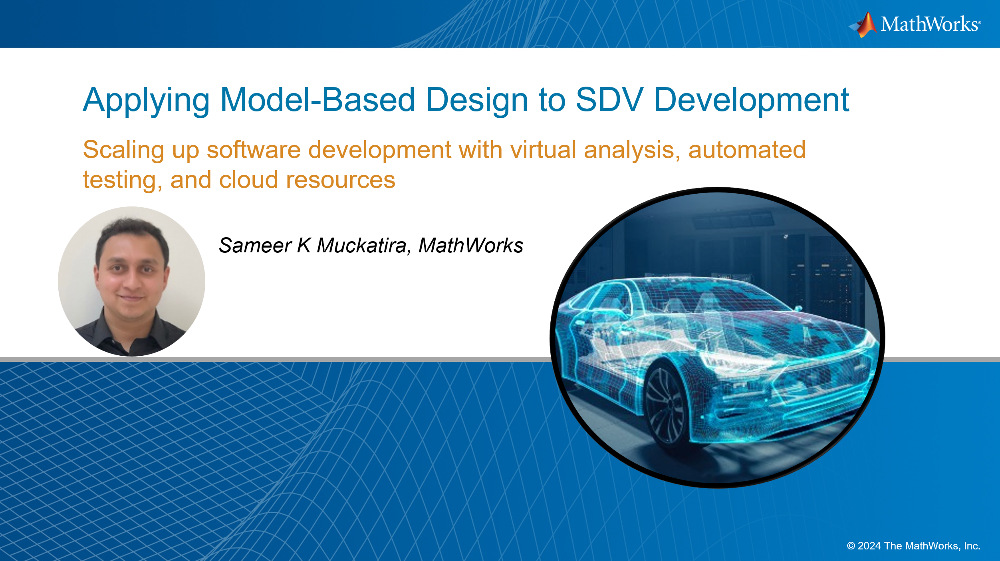 MathWorks®
Applying Model-Based Design to SDV Development
Scaling up software development with virtual analysis, automated
testing, and cloud resources
Sameer K Muckatira, MathWorks
© 2024 The MathWorks, Inc.